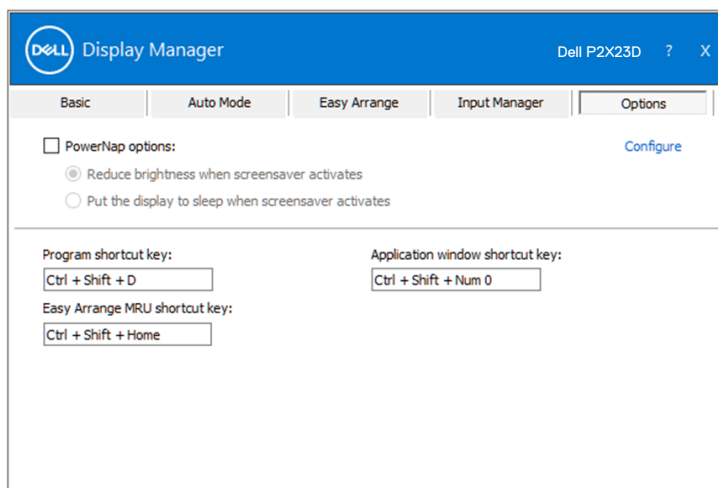 DELL Display Manager Dell P2X23D ? X
Basic Auto Mode Easy Arrange Input Manager Options
PowerNap options: Configure
Reduce brightness when screensaver activates
Put the display to sleep when screensaver activates
Program shortcut key: Application window shortcut key:
Ctrl + Shift + D Ctrl + Shift + Num 0
Easy Arrange MRU shortcut key:
Ctrl + Shift + Home